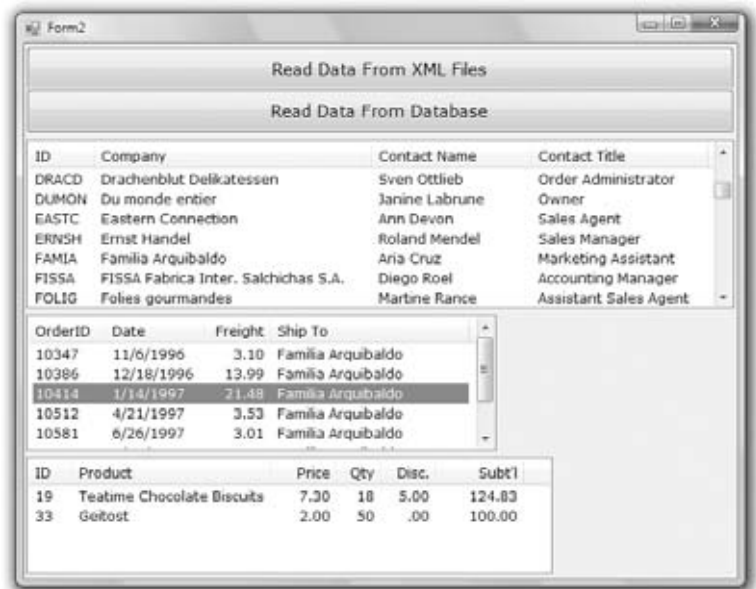 Form2
Read Data From XML Files
Read Data From Database
ID Company Contact Name Contact Title
DRACD Drachenblut Delikatessen Sven Ottlieb Order Administrator
DUMON Du monde entier Janine Labrune Owner
EASTC Eastern Connection Ann Devon Sales Agent
ERNSH Ernst Handel Roland Mendel Sales Manager
FAMIA Familia Arquibaldo Aria Cruz Marketing Assistant
FISSA FISSA Fabrica Inter. Salchichas S.A. Diego Roel Accounting Manager
FOLIG Folies gourmandes Martine Rance Assistant Sales Agent
OrderID Date Freight Ship To
10347 11/6/1996 3.10 Familia Arquibaldo
10386 12/18/1996 13.99 Familia Arquibaldo
10414 1/14/1997 21.48 Familia Arquibaldo
10512 4/21/1997 3.53 Familia Arquibaldo
10581 6/26/1997 3.01 Familia Arquibaldo
ID Product Price Qty Disc. Subt'l
19 Teatime Chocolate Biscuits 7.30 18 5.00 124.83
33 Geitost 2.00 50 .00 100.00